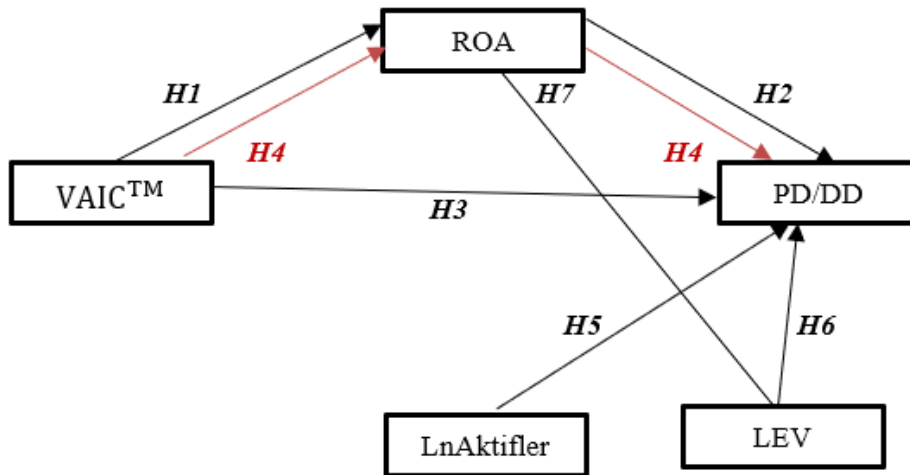 ROA
H1
H7
H2
H4
H4
VAIC™
PD/DD
H3
H5
H6
LnAktifler
LEV